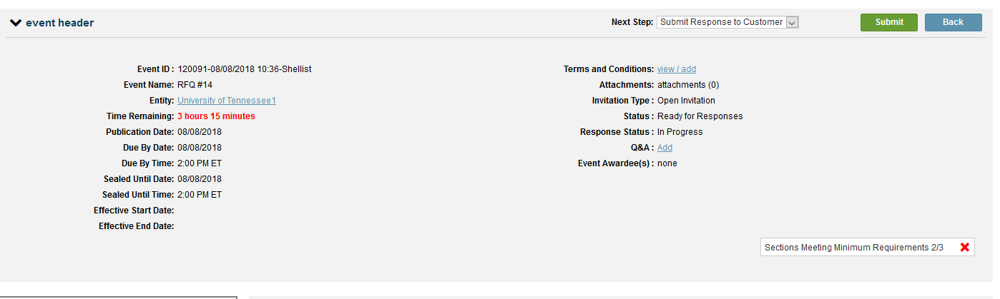 event header
Next Step: Submit Response to Customer
Submit
Back
Event ID : 120091-08/08/2018 10:36-Shellist
Event Name: RFQ #14
Entity: University of Tennessee1
Time Remaining: 3 hours 15 minutes
Publication Date: 08/08/2018
Due By Date: 08/08/2018
Due By Time: 2:00 PM ET
Sealed Until Date: 08/08/2018
Sealed Until Time: 2:00 PM ET
Effective Start Date:
Effective End Date:
Terms and Conditions: view / add
Attachments: attachments (0)
Invitation Type : Open Invitation
Status : Ready for Responses
Response Status : In Progress
Q&A : Add
Event Awardee(s) : none
Sections Meeting Minimum Requirements 2/3